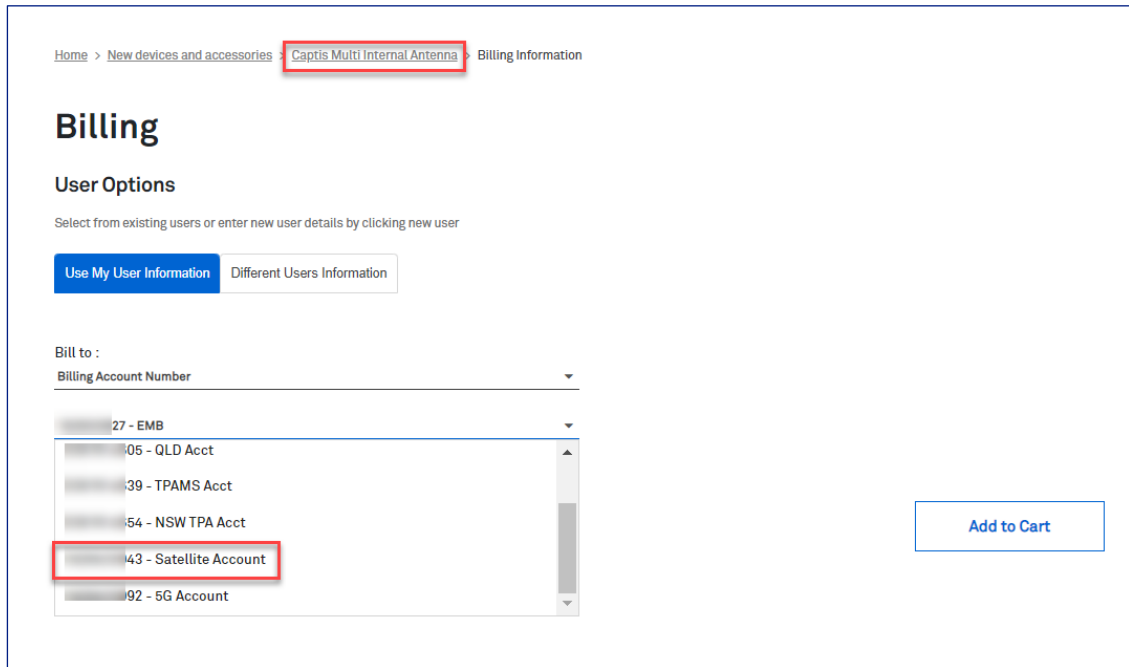 Home > New devices and accessories > Captis Multi Internal Antenna > Billing Information
Billing
User Options
Select from existing users or enter new user details by clicking new user
Use My User Information
Different Users Information
Bill to :
Billing Account Number
27 - EMB
05 - QLD Acct
39 - TPAMS Acct
54 - NSW TPA Acct
43 - Satellite Account
92 - 5G Account
Add to Cart